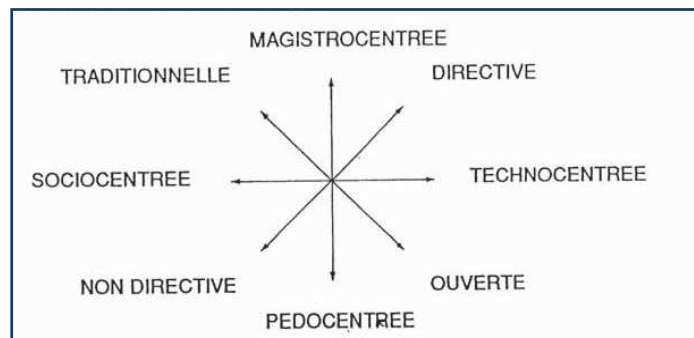 MAGISTROCENTREE
TRADITIONNELLE DIRECTIVE
SOCIOCENTREE TECHNOCENTREE
NON DIRECTIVE OUVERTE
PEDOCENTREE